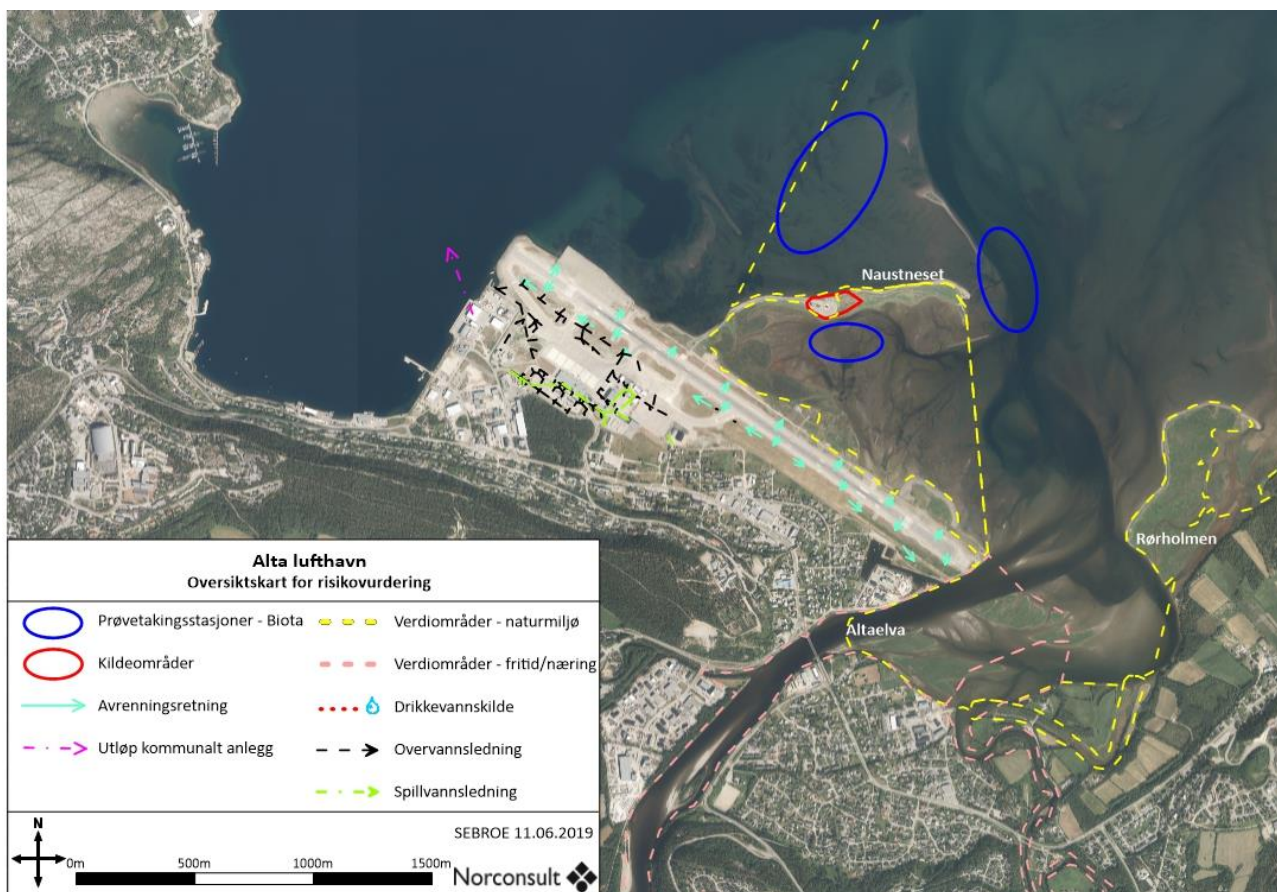 Naustneset
Rørholmen
Altaelva
Alta lufthavn
Oversiktskart for risikovurdering
Prøvetakingsstasjoner - Biota
Verdiområder - naturmiljø
Kildeområder
Verdiområder - fritid/næring
Avrenningsretning
Drikkevannskilde
Utløp kommunalt anlegg
Overvannsledning
Spillvannsledning
N
SEBROE 11.06.2019
0m 500m 1000m 1500m
Norconsult